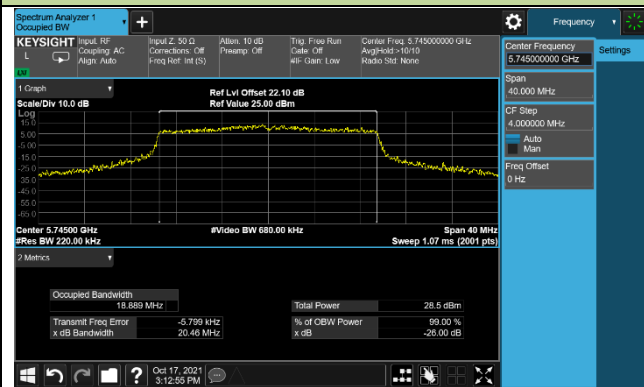 Spectrum Analyzer 1
Occupied BW
Frequency
KEYSIGHT
L
Input: RF
Coupling: AC
Align: Auto
Input Z: 50 Ω
Corrections: Off
Freq Ref: Int (S)
Atten: 10 dB
Preamp: Off
Trig: Free Run
Gate: Off
#IF Gain: Low
Center Freq: 5.745000000 GHz
Avg|Hold:>10/10
Radio Std: None
LXI
Center Frequency
5.745000000 GHz
Settings
Span
40.000 MHz
CF Step
4.000000 MHz
Auto
Man
Freq Offset
0 Hz
1 Graph
Scale/Div 10.0 dB
Ref Lvl Offset 22.10 dB
Ref Value 25.00 dBm
Log
15.0
5.00
-5.00
-15.0
-25.0
-35.0
-45.0
-55.0
-65.0
Center 5.74500 GHz
#Video BW 680.00 kHz
Span 40 MHz
#Res BW 220.00 kHz
Sweep 1.07 ms (2001 pts)
2 Metrics
Occupied Bandwidth
18.889 MHz
Total Power 28.5 dBm
Transmit Freq Error -5.799 kHz
% of OBW Power 99.00 %
x dB Bandwidth 20.46 MHz
x dB -26.00 dB
?
Oct 17, 2021
3:12:55 PM